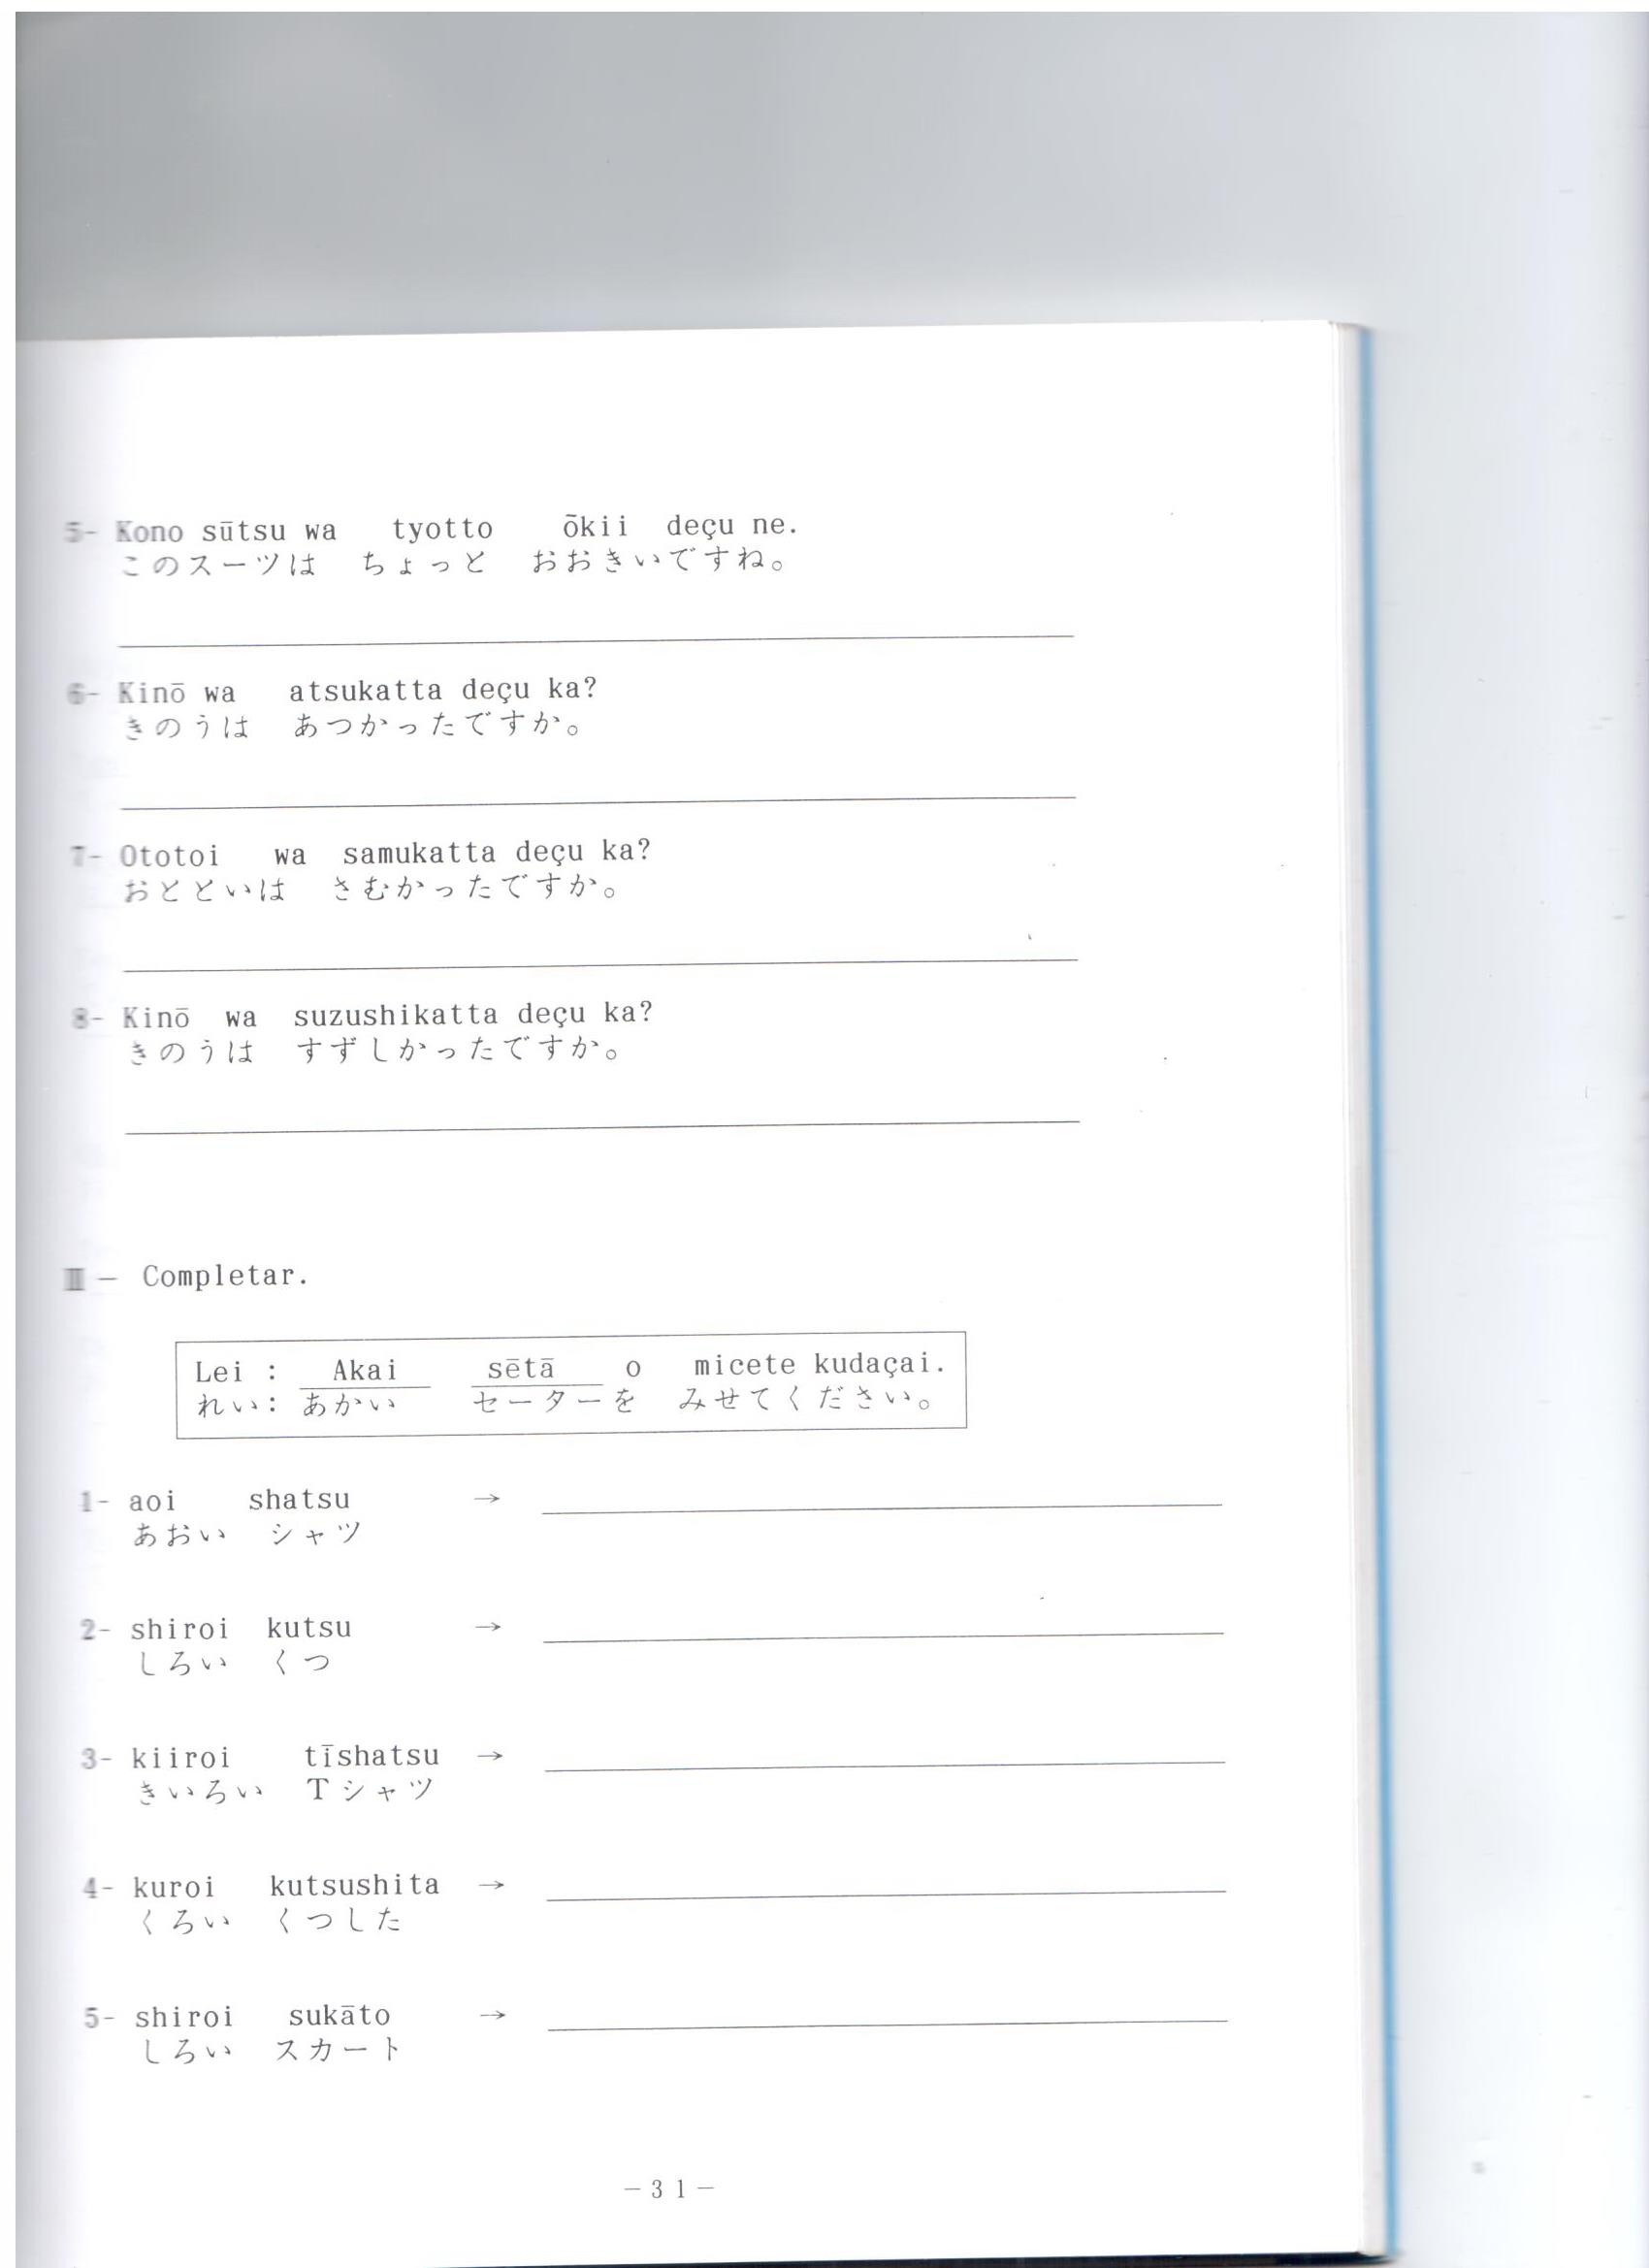 5- Kono sūtsu wa tyotto ōkii deçu ne.
このスーツは ちょっと おおきいですね。
6- Kinō wa atsukatta deçu ka?
きのうは あつかったですか。
7- Ototoi wa samukatta deçu ka?
おとといは さむかったですか。
8- Kinō wa suzushikatta deçu ka?
きのうは すずしかったですか。
Ⅲ－ Completar.
Lei : Akai sētā o micete kudaçai.
れい: あかい セーターを みせてください。
1- aoi shatsu →
あおい シャツ
2- shiroi kutsu →
しろい くつ
3- kiiroi tīshatsu →
きいろい Tシャツ
4- kuroi kutsushita →
くろい くつした
5- shiroi sukāto →
しろい スカート
－31－